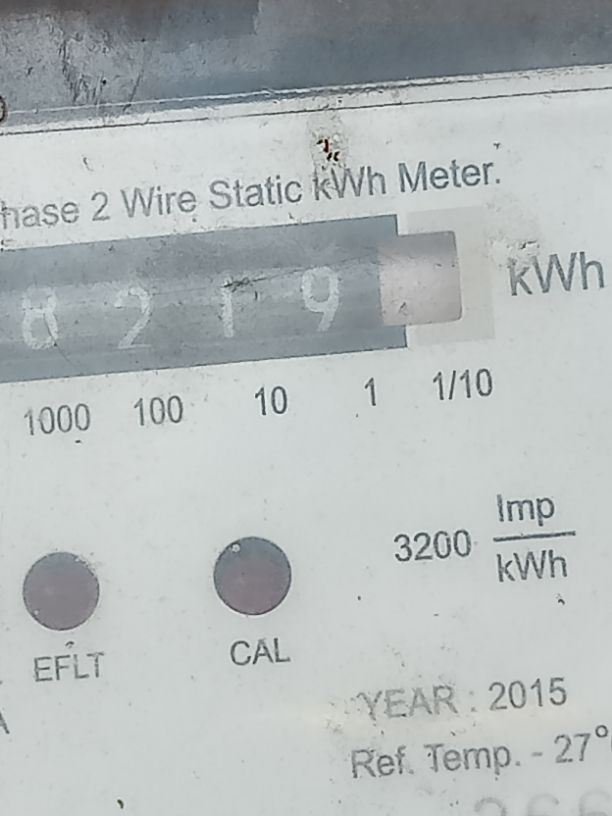 hase 2 Wire Static kWh Meter.
8 2 1 9 kWh
1000 100 10 1 1/10
3200 Imp/kWh
EFLT CAL
A
YEAR : 2015
Ref. Temp. - 27°